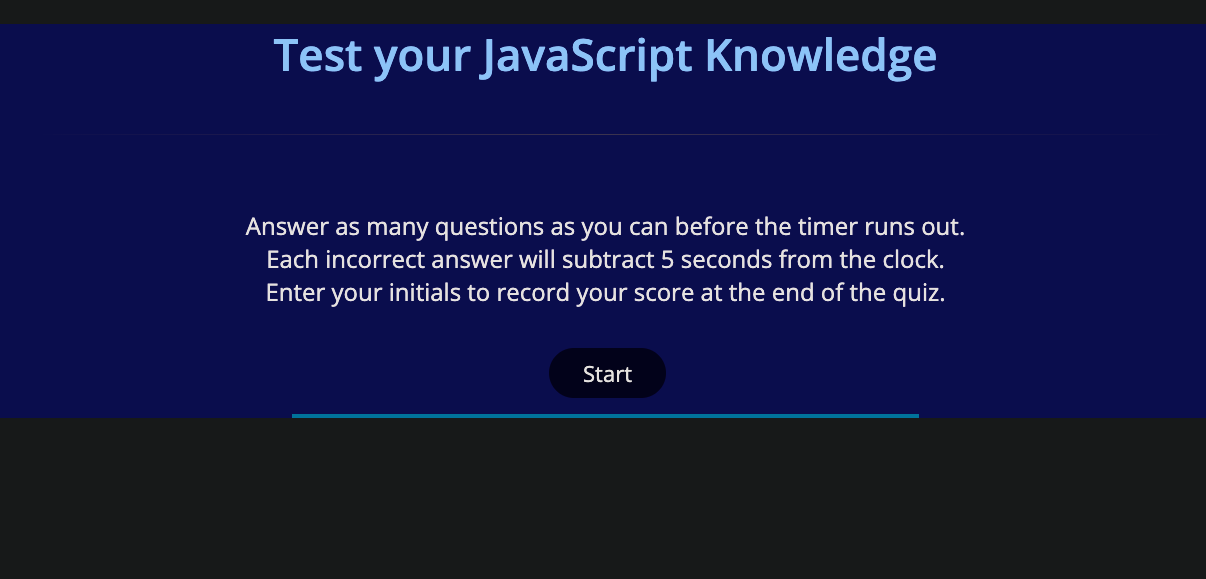 Test your JavaScript Knowledge
Answer as many questions as you can before the timer runs out.
Each incorrect answer will subtract 5 seconds from the clock.
Enter your initials to record your score at the end of the quiz.
Start